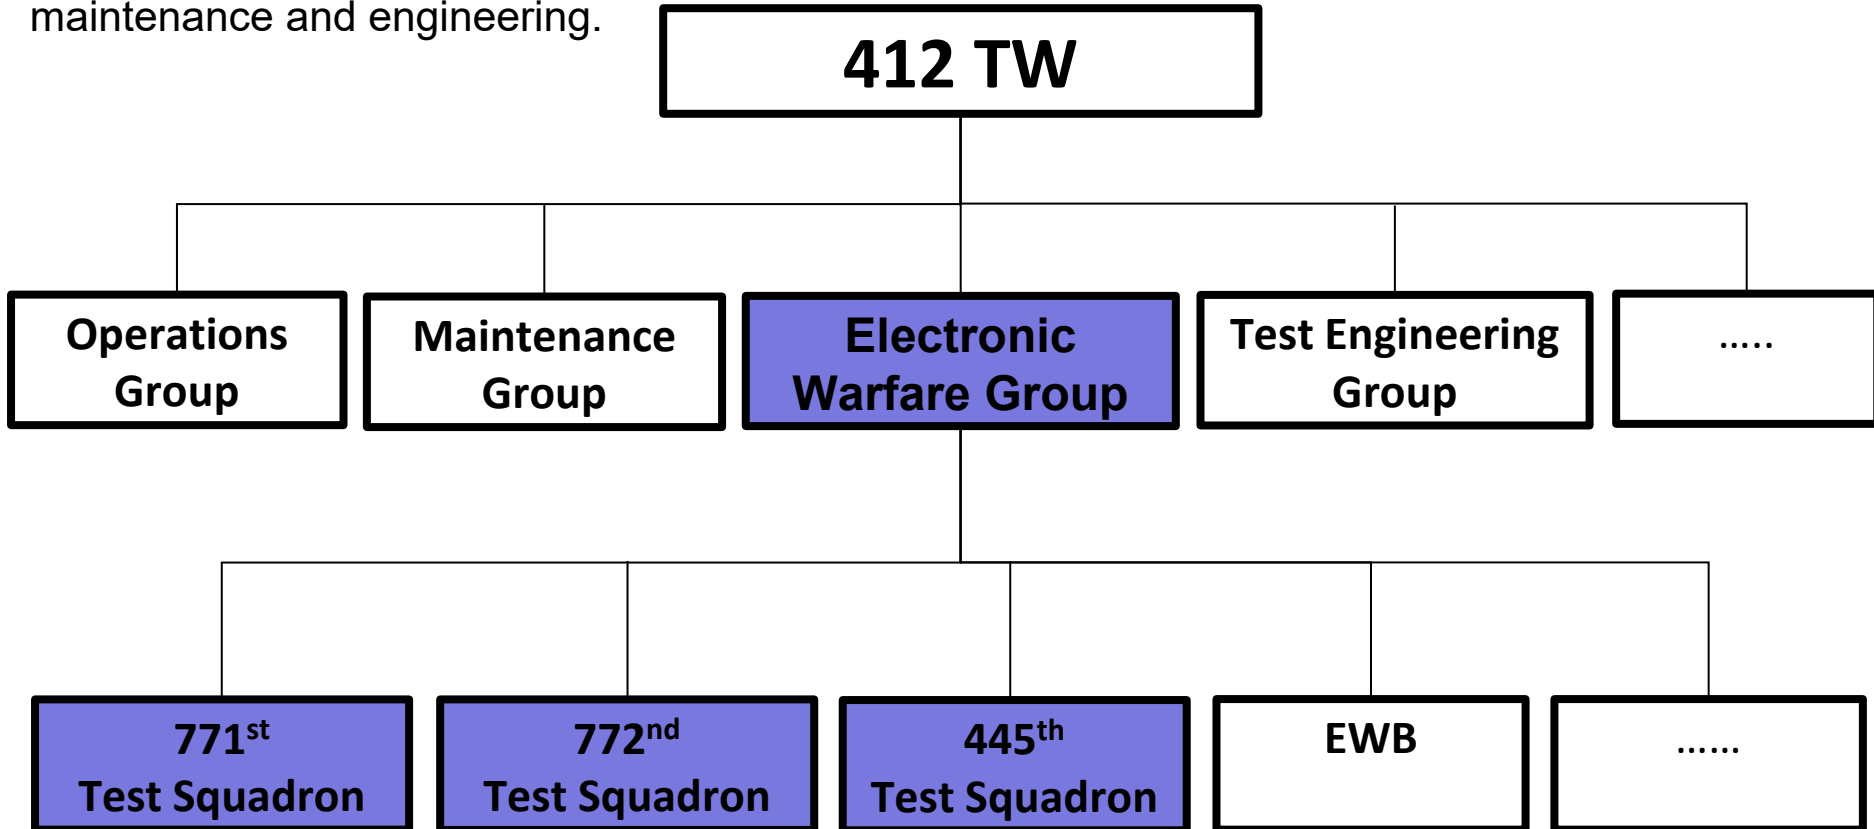 maintenance and engineering.
412 TW
Operations
Group
Maintenance
Group
Electronic
Warfare Group
Test Engineering
Group
.....
771st
Test Squadron
772nd
Test Squadron
445th
Test Squadron
EWB
......